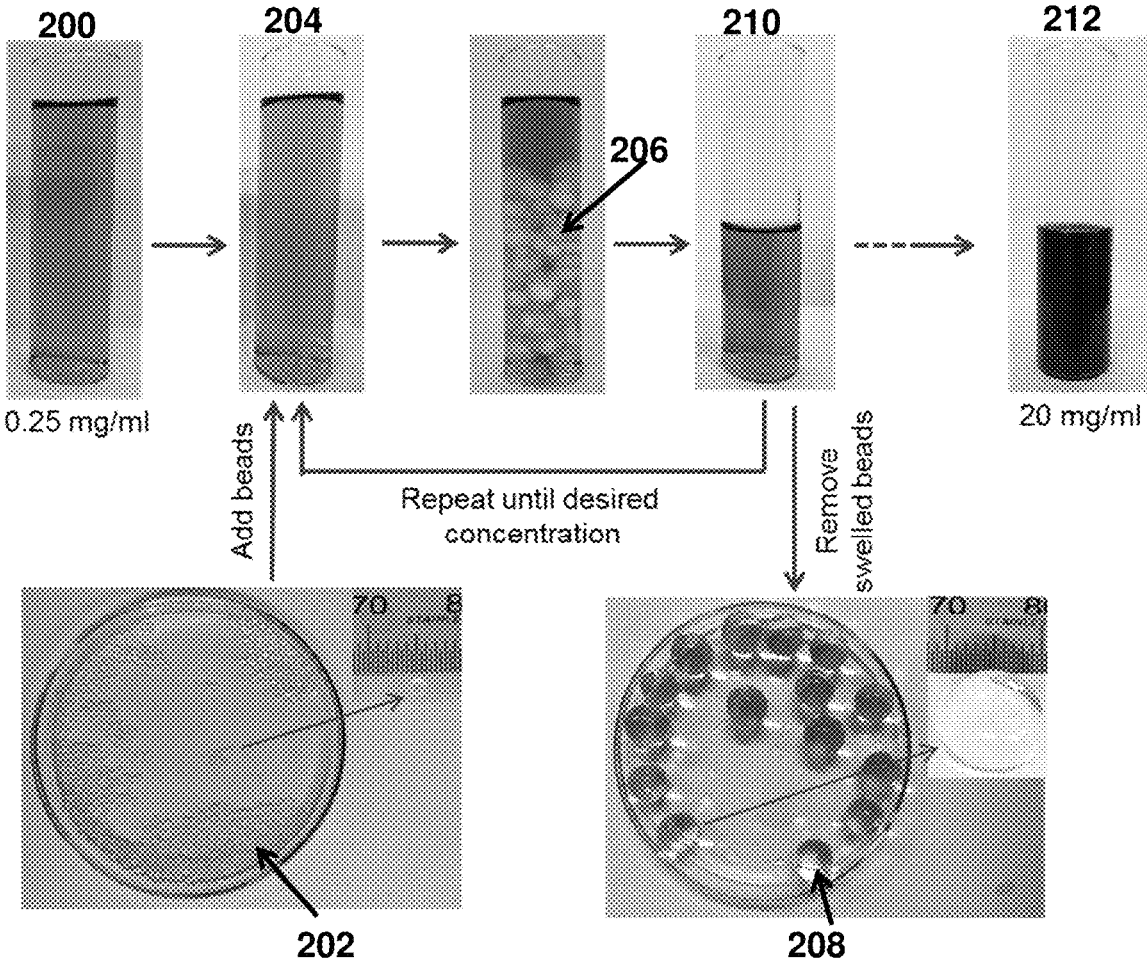 200
204
210
212
206
0.25 mg/ml
20 mg/ml
Add beads
Repeat until desired
concentration
Remove
swelled beads
70
70
202
208